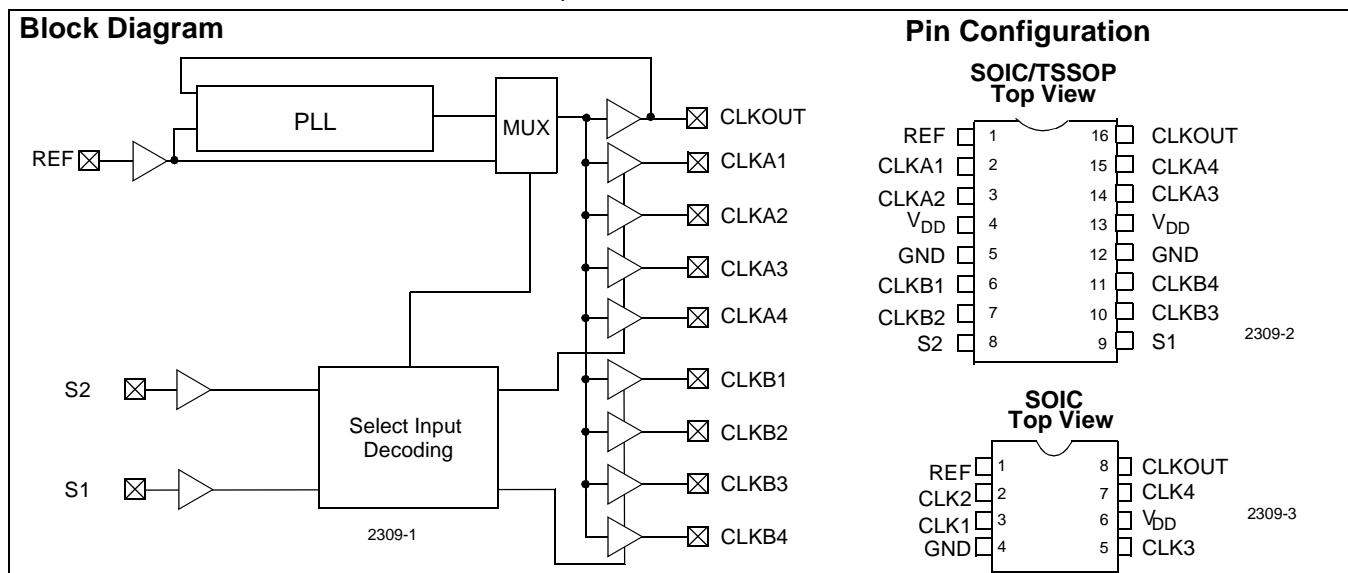 Block Diagram
PLL
MUX
REF
S2
S1
Select Input
Decoding
2309-1
CLKOUT
CLKA1
CLKA2
CLKA3
CLKA4
CLKB1
CLKB2
CLKB3
CLKB4
Pin Configuration
SOIC/TSSOP
Top View
REF 1 16 CLKOUT
CLKA1 2 15 CLKA4
CLKA2 3 14 CLKA3
VDD 4 13 VDD
GND 5 12 GND
CLKB1 6 11 CLKB4
CLKB2 7 10 CLKB3
S2 8 9 S1
2309-2
SOIC
Top View
REF 1 8 CLKOUT
CLK2 2 7 CLK4
CLK1 3 6 VDD
GND 4 5 CLK3
2309-3